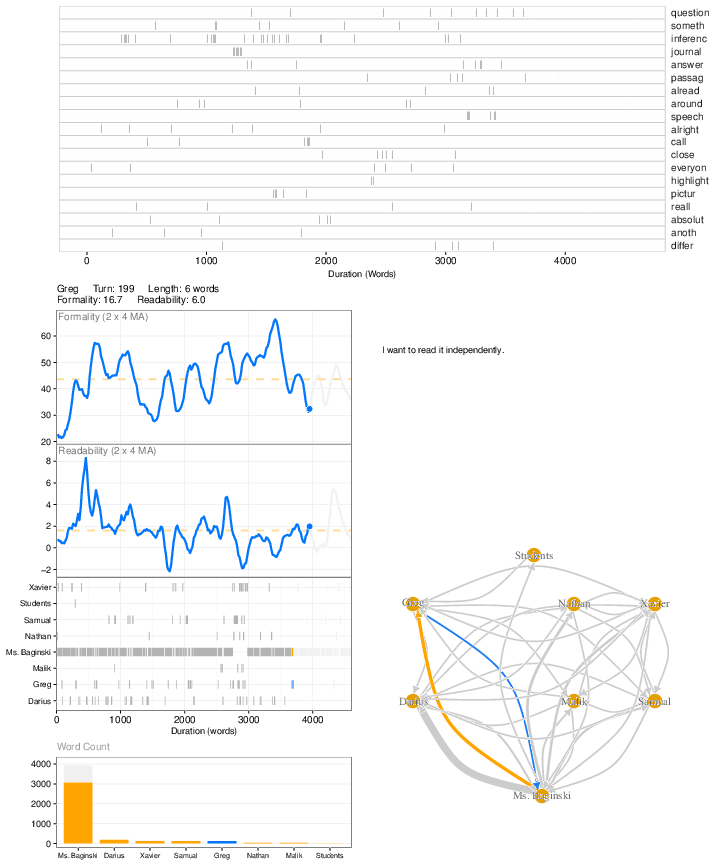 question
someth
inferenc
journal
answer
passag
alread
around
speech
alright
call
close
everyon
highlight
pictur
reall
absolut
anoth
differ
0 1000 2000 3000 4000
Duration (Words)
Greg Turn: 199 Length: 6 words
Formality: 16.7 Readability: 6.0
Formality (2 x 4 MA)
60
50
40
30
20
I want to read it independently.
Readability (2 x 4 MA)
8
6
4
2
0
−2
Xavier
Students
Samual
Nathan
Ms. Baginski
Malik
Greg
Darius
0 1000 2000 3000 4000
Duration (words)
Students
Greg Nathan Xavier
Darius Malik Samual
Ms. Baginski
Word Count
4000
3000
2000
1000
0
Ms. Baginski Darius Xavier Samual Greg Nathan Malik Students